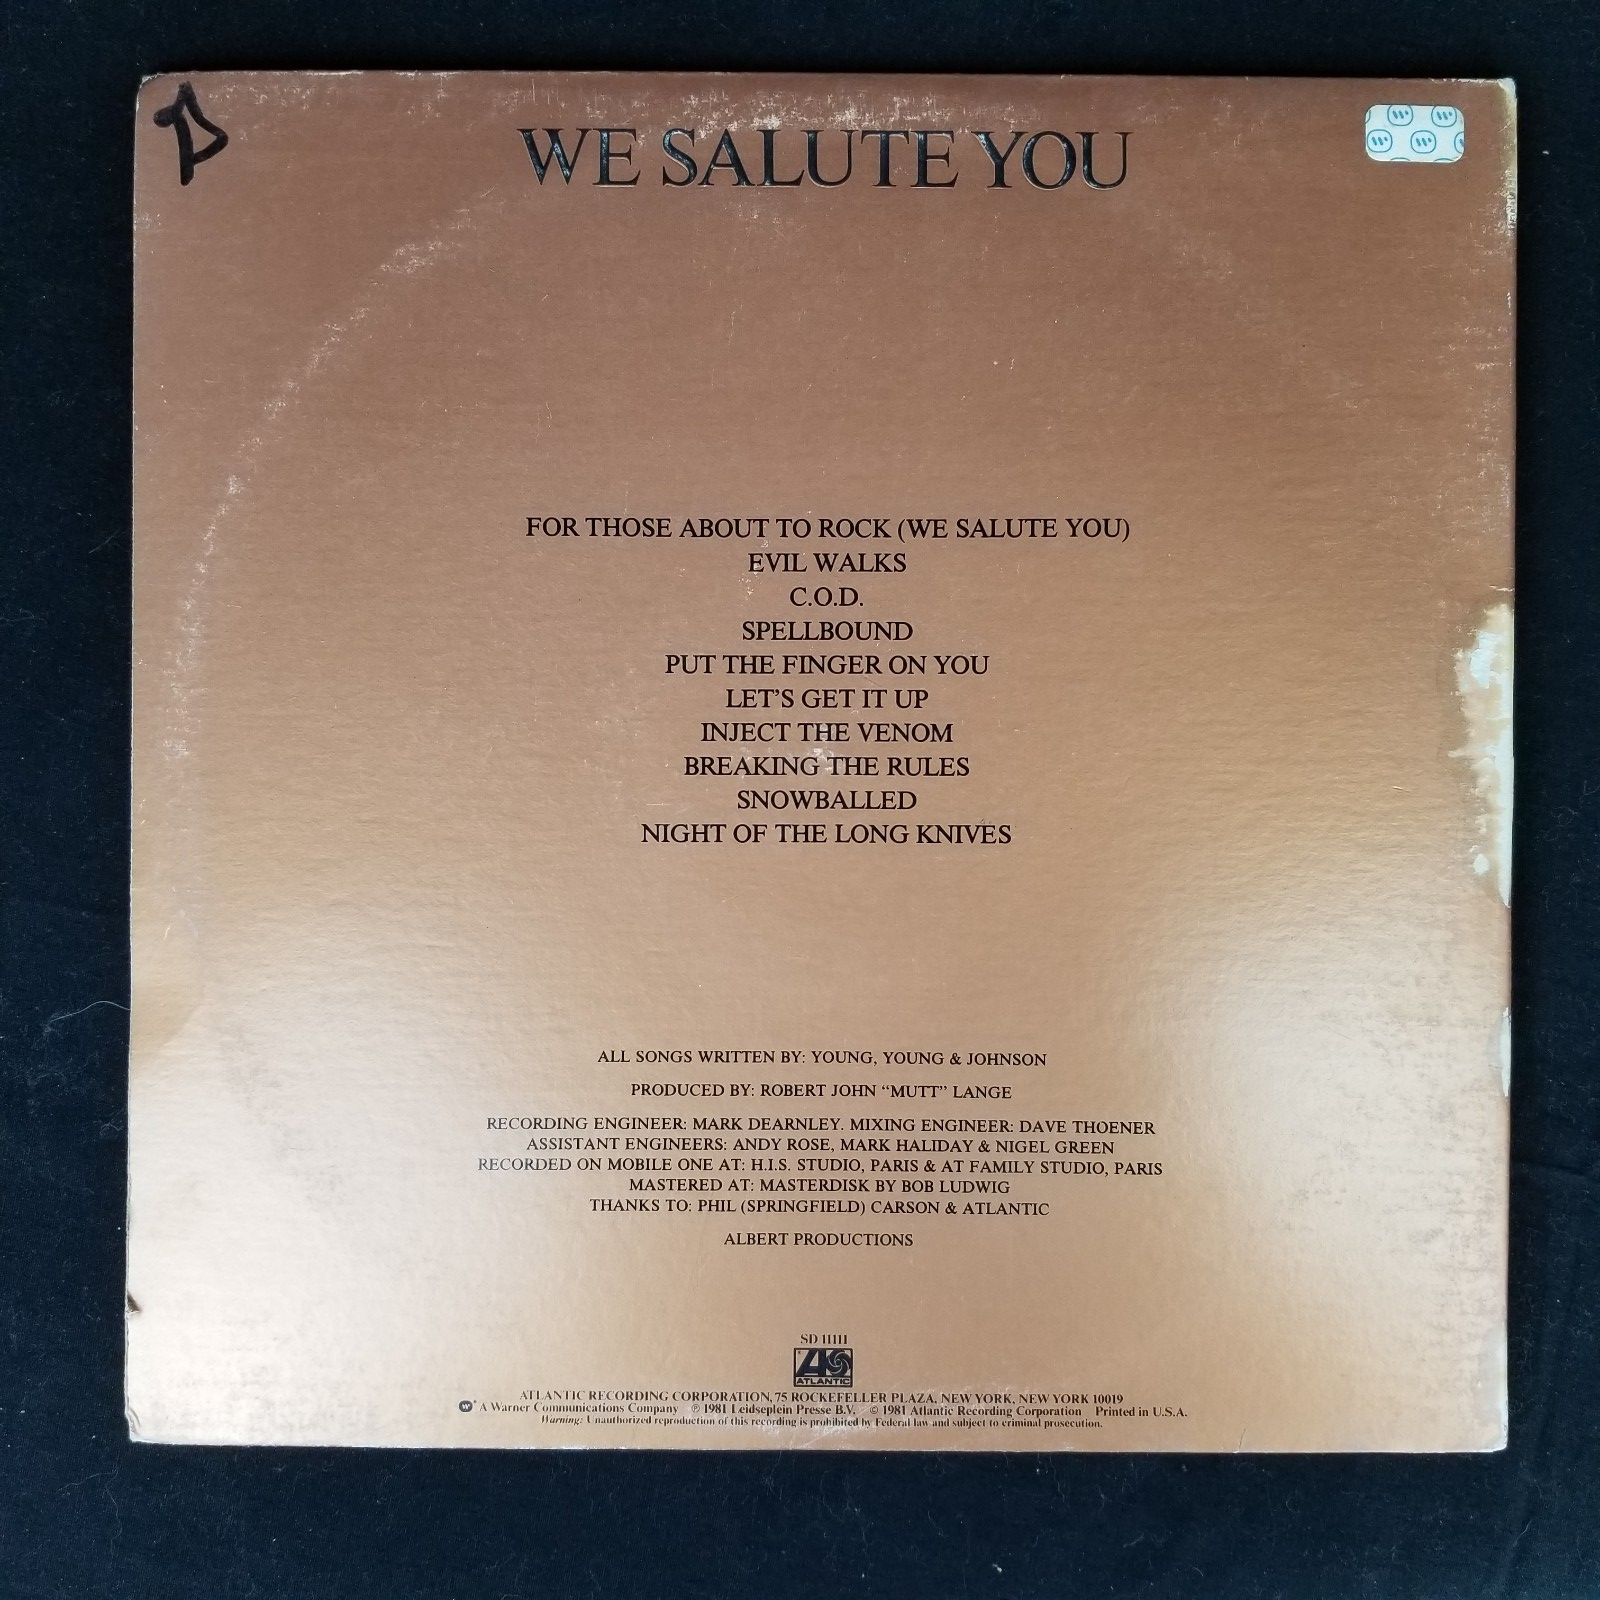 WE SALUTE YOU
FOR THOSE ABOUT TO ROCK (WE SALUTE YOU)
EVIL WALKS
C.O.D.
SPELLBOUND
PUT THE FINGER ON YOU
LET'S GET IT UP
INJECT THE VENOM
BREAKING THE RULES
SNOWBALLED
NIGHT OF THE LONG KNIVES
ALL SONGS WRITTEN BY: YOUNG, YOUNG & JOHNSON
PRODUCED BY: ROBERT JOHN “MUTT” LANGE
RECORDING ENGINEER: MARK DEARNLEY. MIXING ENGINEER: DAVE THOENER
ASSISTANT ENGINEERS: ANDY ROSE, MARK HALIDAY & NIGEL GREEN
RECORDED ON MOBILE ONE AT: H.I.S. STUDIO, PARIS & AT FAMILY STUDIO, PARIS
MASTERED AT: MASTERDISK BY BOB LUDWIG
THANKS TO: PHIL (SPRINGFIELD) CARSON & ATLANTIC
ALBERT PRODUCTIONS
SD 11111
ATLANTIC
ATLANTIC RECORDING CORPORATION, 75 ROCKEFELLER PLAZA, NEW YORK, NEW YORK 10019
A Warner Communications Company ℗ 1981 Leidseplein Presse B.V. © 1981 Atlantic Recording Corporation Printed in U.S.A.
Warning: Unauthorized reproduction of this recording is prohibited by Federal law and subject to criminal prosecution.